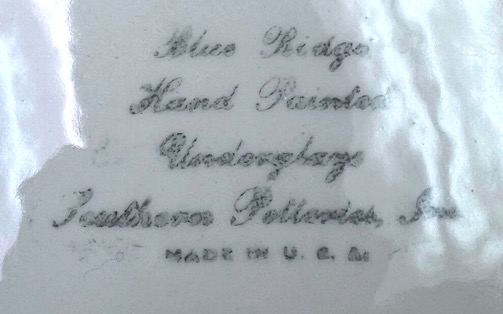 Blue Ridge
Hand Painted
Underglaze
Southern Potteries, Inc.
MADE IN U. S. A.